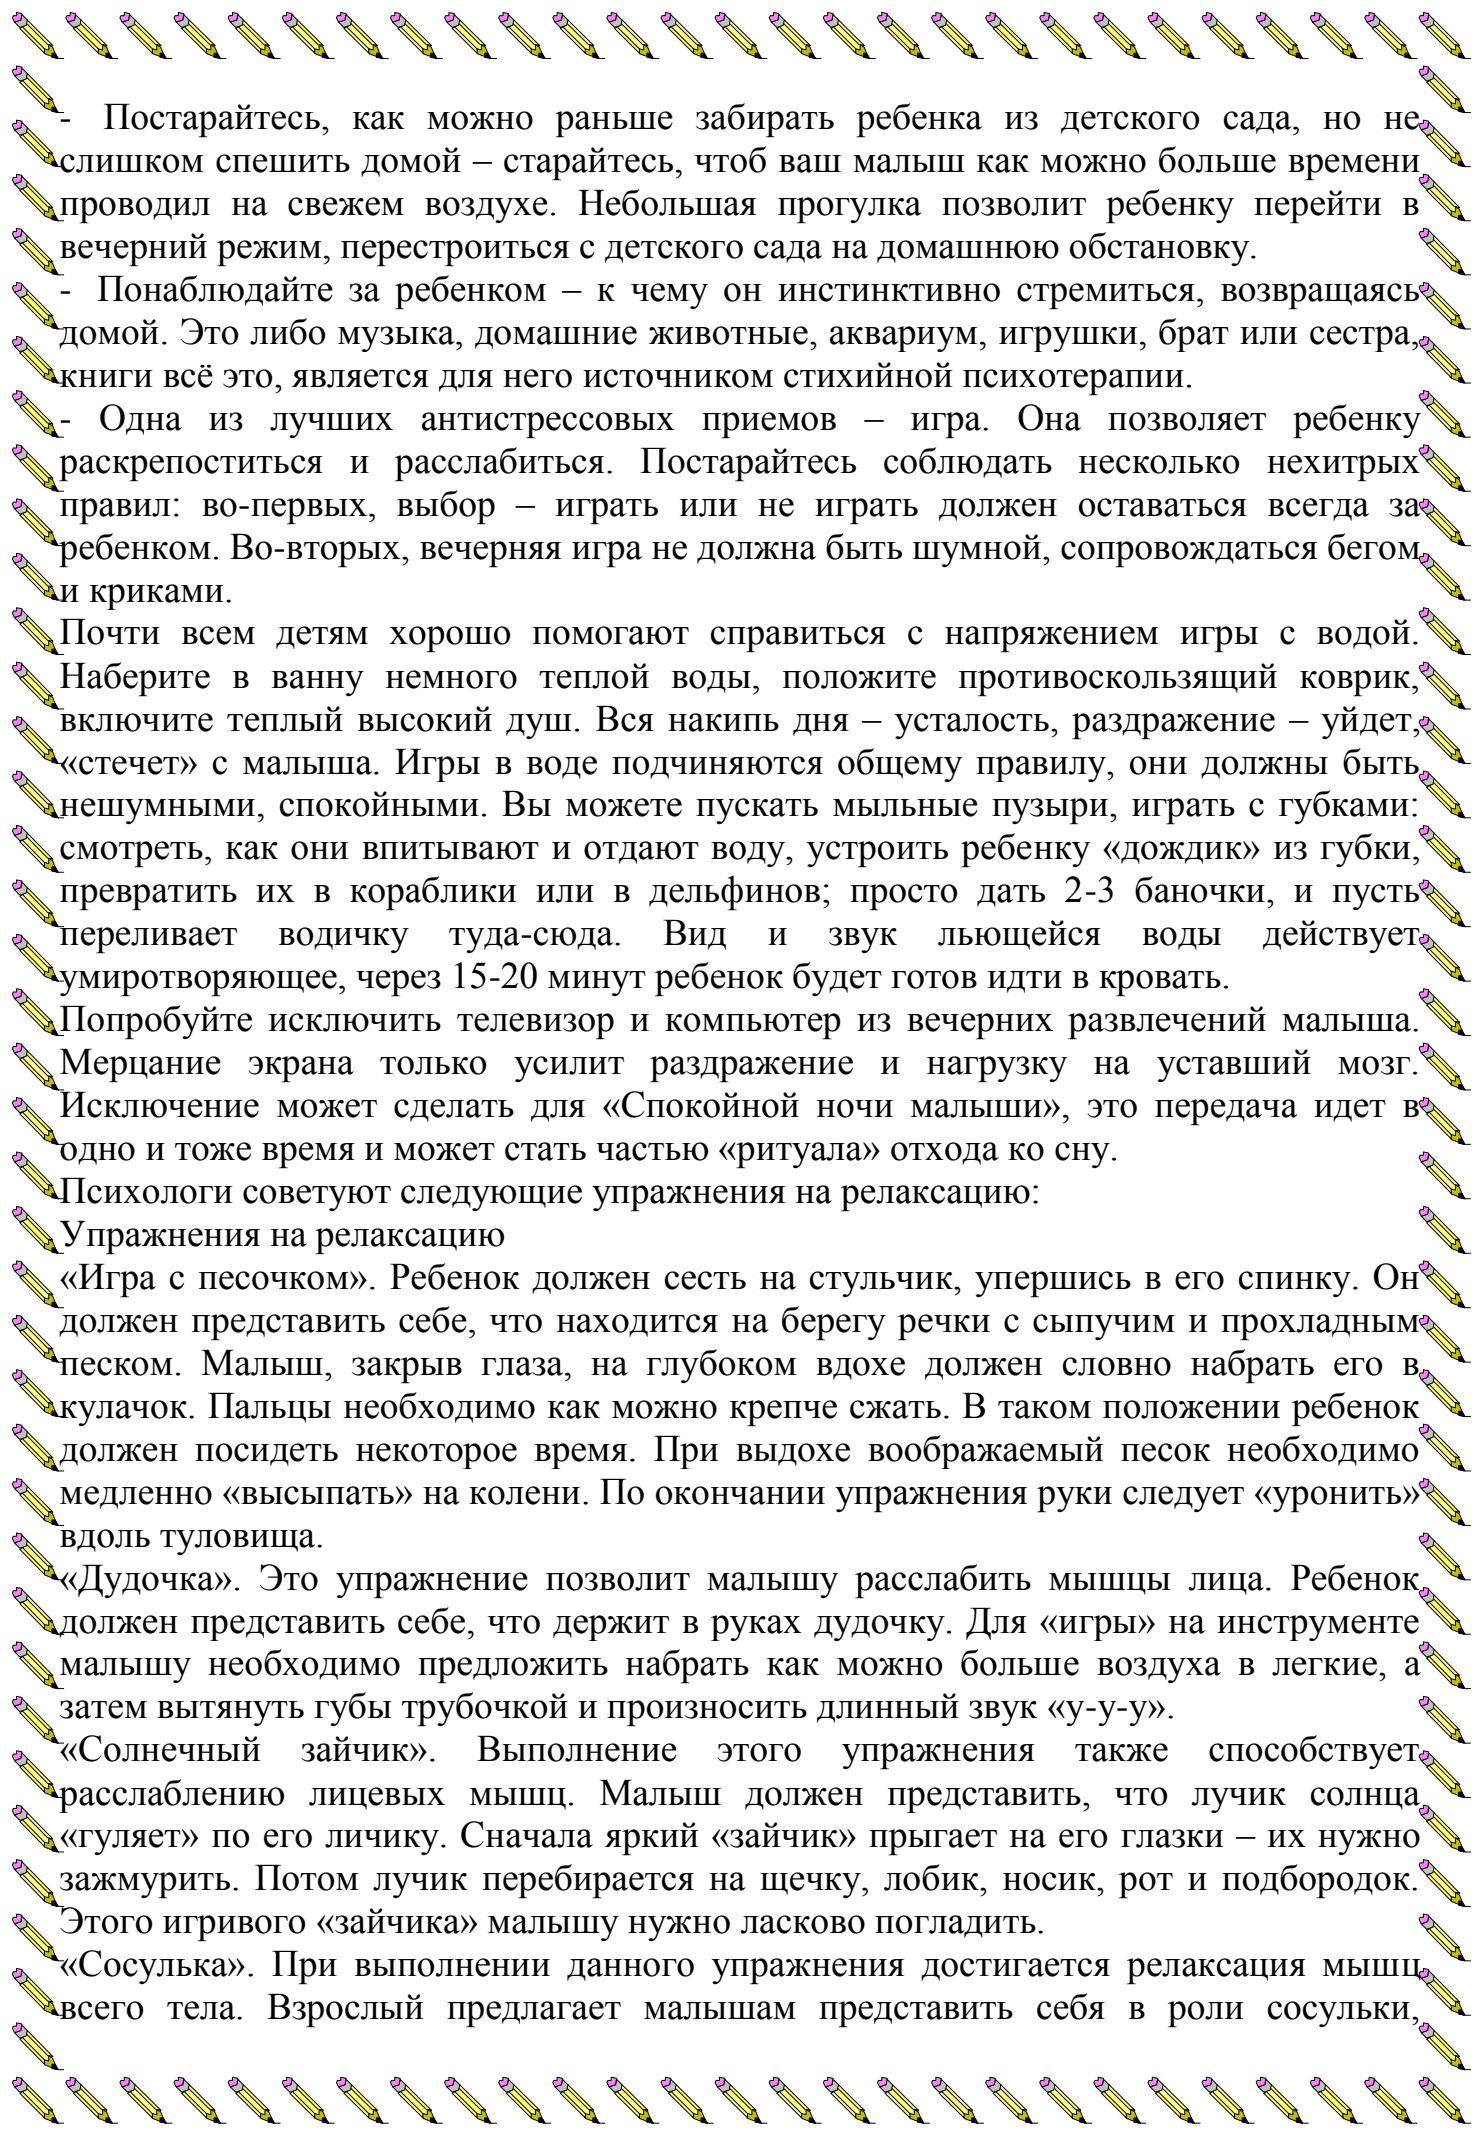 - Постарайтесь, как можно раньше забирать ребенка из детского сада, но не
слишком спешить домой – старайтесь, чтоб ваш малыш как можно больше времени
проводил на свежем воздухе. Небольшая прогулка позволит ребенку перейти в
вечерний режим, перестроиться с детского сада на домашнюю обстановку.
- Понаблюдайте за ребенком – к чему он инстинктивно стремиться, возвращаясь
домой. Это либо музыка, домашние животные, аквариум, игрушки, брат или сестра,
книги всё это, является для него источником стихийной психотерапии.
- Одна из лучших антистрессовых приемов – игра. Она позволяет ребенку
раскрепоститься и расслабиться. Постарайтесь соблюдать несколько нехитрых
правил: во-первых, выбор – играть или не играть должен оставаться всегда за
ребенком. Во-вторых, вечерняя игра не должна быть шумной, сопровождаться бегом
и криками.
Почти всем детям хорошо помогают справиться с напряжением игры с водой.
Наберите в ванну немного теплой воды, положите противоскользящий коврик,
включите теплый высокий душ. Вся накипь дня – усталость, раздражение – уйдет,
«стечет» с малыша. Игры в воде подчиняются общему правилу, они должны быть
нешумными, спокойными. Вы можете пускать мыльные пузыри, играть с губками:
смотреть, как они впитывают и отдают воду, устроить ребенку «дождик» из губки,
превратить их в кораблики или в дельфинов; просто дать 2-3 баночки, и пусть
переливает водичку туда-сюда. Вид и звук льющейся воды действует
умиротворяющее, через 15-20 минут ребенок будет готов идти в кровать.
Попробуйте исключить телевизор и компьютер из вечерних развлечений малыша.
Мерцание экрана только усилит раздражение и нагрузку на уставший мозг.
Исключение может сделать для «Спокойной ночи малыши», это передача идет в
одно и тоже время и может стать частью «ритуала» отхода ко сну.
Психологи советуют следующие упражнения на релаксацию:
Упражнения на релаксацию
«Игра с песочком». Ребенок должен сесть на стульчик, упершись в его спинку. Он
должен представить себе, что находится на берегу речки с сыпучим и прохладным
песком. Малыш, закрыв глаза, на глубоком вдохе должен словно набрать его в
кулачок. Пальцы необходимо как можно крепче сжать. В таком положении ребенок
должен посидеть некоторое время. При выдохе воображаемый песок необходимо
медленно «высыпать» на колени. По окончании упражнения руки следует «уронить»
вдоль туловища.
«Дудочка». Это упражнение позволит малышу расслабить мышцы лица. Ребенок
должен представить себе, что держит в руках дудочку. Для «игры» на инструменте
малышу необходимо предложить набрать как можно больше воздуха в легкие, а
затем вытянуть губы трубочкой и произносить длинный звук «у-у-у».
«Солнечный зайчик». Выполнение этого упражнения также способствует
расслаблению лицевых мышц. Малыш должен представить, что лучик солнца
«гуляет» по его личику. Сначала яркий «зайчик» прыгает на его глазки – их нужно
зажмурить. Потом лучик перебирается на щечку, лобик, носик, рот и подбородок.
Этого игривого «зайчика» малышу нужно ласково погладить.
«Сосулька». При выполнении данного упражнения достигается релаксация мышц
всего тела. Взрослый предлагает малышам представить себя в роли сосульки,